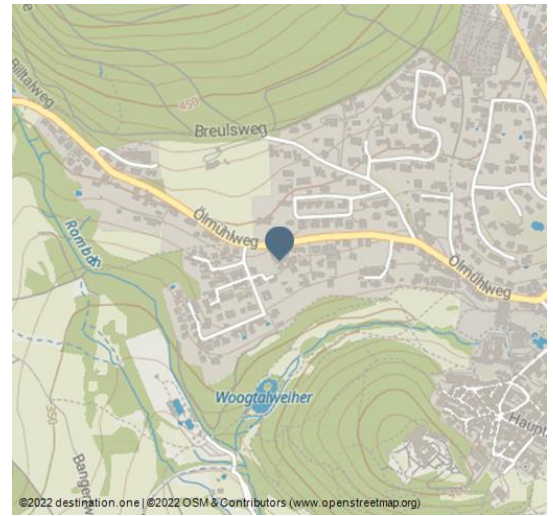 Billtalweg
450
Breulsweg
Ölmühlweg
Rombach
Ölmühlweg
Woogtalweiher
350
Haupt
©2022 destination.one | ©2022 OSM & Contributors (www.openstreetmap.org)